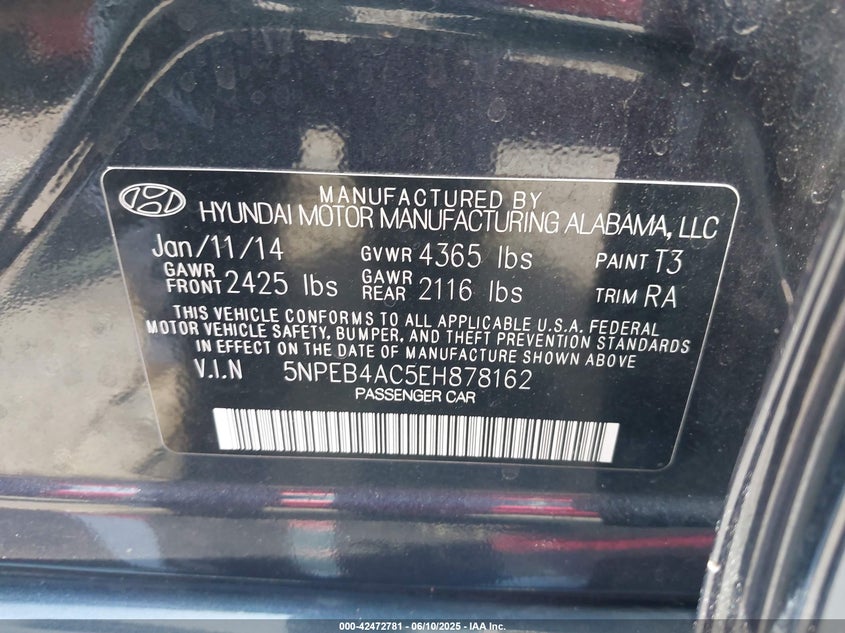 MANUFACTURED BY
HYUNDAI MOTOR MANUFACTURING ALABAMA, LLC
Jan/11/14 GVWR 4365 lbs PAINT T3
GAWR FRONT 2425 lbs GAWR REAR 2116 lbs TRIM RA
THIS VEHICLE CONFORMS TO ALL APPLICABLE U.S.A. FEDERAL
MOTOR VEHICLE SAFETY, BUMPER, AND THEFT PREVENTION STANDARDS
IN EFFECT ON THE DATE OF MANUFACTURE SHOWN ABOVE
V.I.N 5NPEB4AC5EH878162
PASSENGER CAR
000-42472781 - 06/10/2025 - IAA Inc.